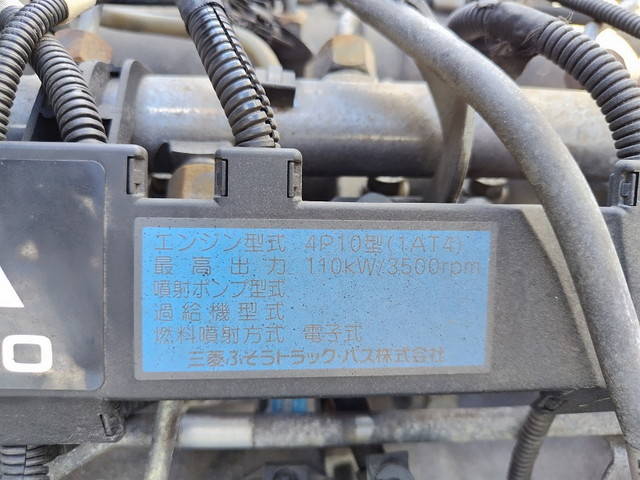 エンジン型式 4P10型(1AT4)
最高出力 110kW/3500rpm
噴射ポンプ型式
過給機型式
燃料噴射方式 電子式
三菱ふそうトラック・バス株式会社
O